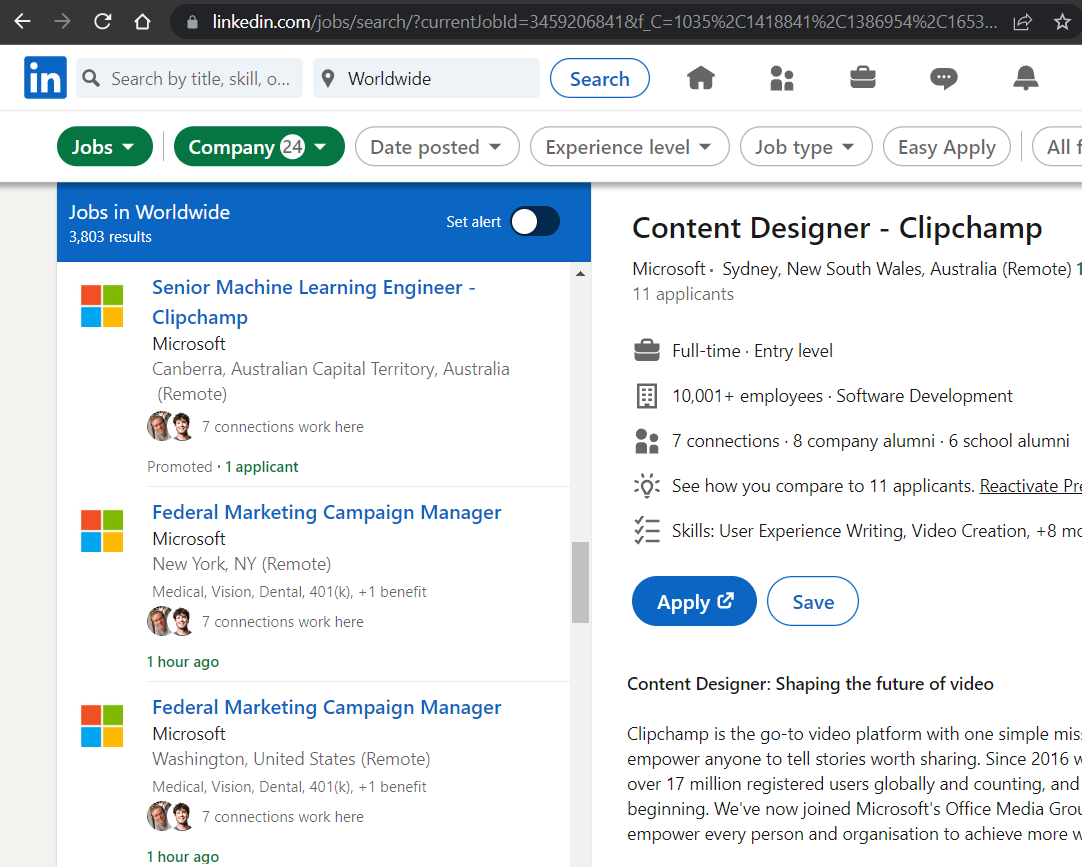 linkedin.com/jobs/search/?currentJobId=3459206841&f_C=1035%2C1418841%2C1386954%2C1653...
in
Search by title, skill, o...
Worldwide
Search
Jobs
Company 24
Date posted
Experience level
Job type
Easy Apply
All f
Jobs in Worldwide
3,803 results
Set alert
Senior Machine Learning Engineer -
Clipchamp
Microsoft
Canberra, Australian Capital Territory, Australia
(Remote)
7 connections work here
Promoted · 1 applicant
Federal Marketing Campaign Manager
Microsoft
New York, NY (Remote)
Medical, Vision, Dental, 401(k), +1 benefit
7 connections work here
1 hour ago
Federal Marketing Campaign Manager
Microsoft
Washington, United States (Remote)
Medical, Vision, Dental, 401(k), +1 benefit
7 connections work here
1 hour ago
Content Designer - Clipchamp
Microsoft · Sydney, New South Wales, Australia (Remote) 1
11 applicants
Full-time · Entry level
10,001+ employees · Software Development
7 connections · 8 company alumni · 6 school alumni
See how you compare to 11 applicants. Reactivate Pre
Skills: User Experience Writing, Video Creation, +8 mo
Apply
Save
Content Designer: Shaping the future of video
Clipchamp is the go-to video platform with one simple miss
empower anyone to tell stories worth sharing. Since 2016 w
over 17 million registered users globally and counting, and
beginning. We've now joined Microsoft's Office Media Grou
empower every person and organisation to achieve more w